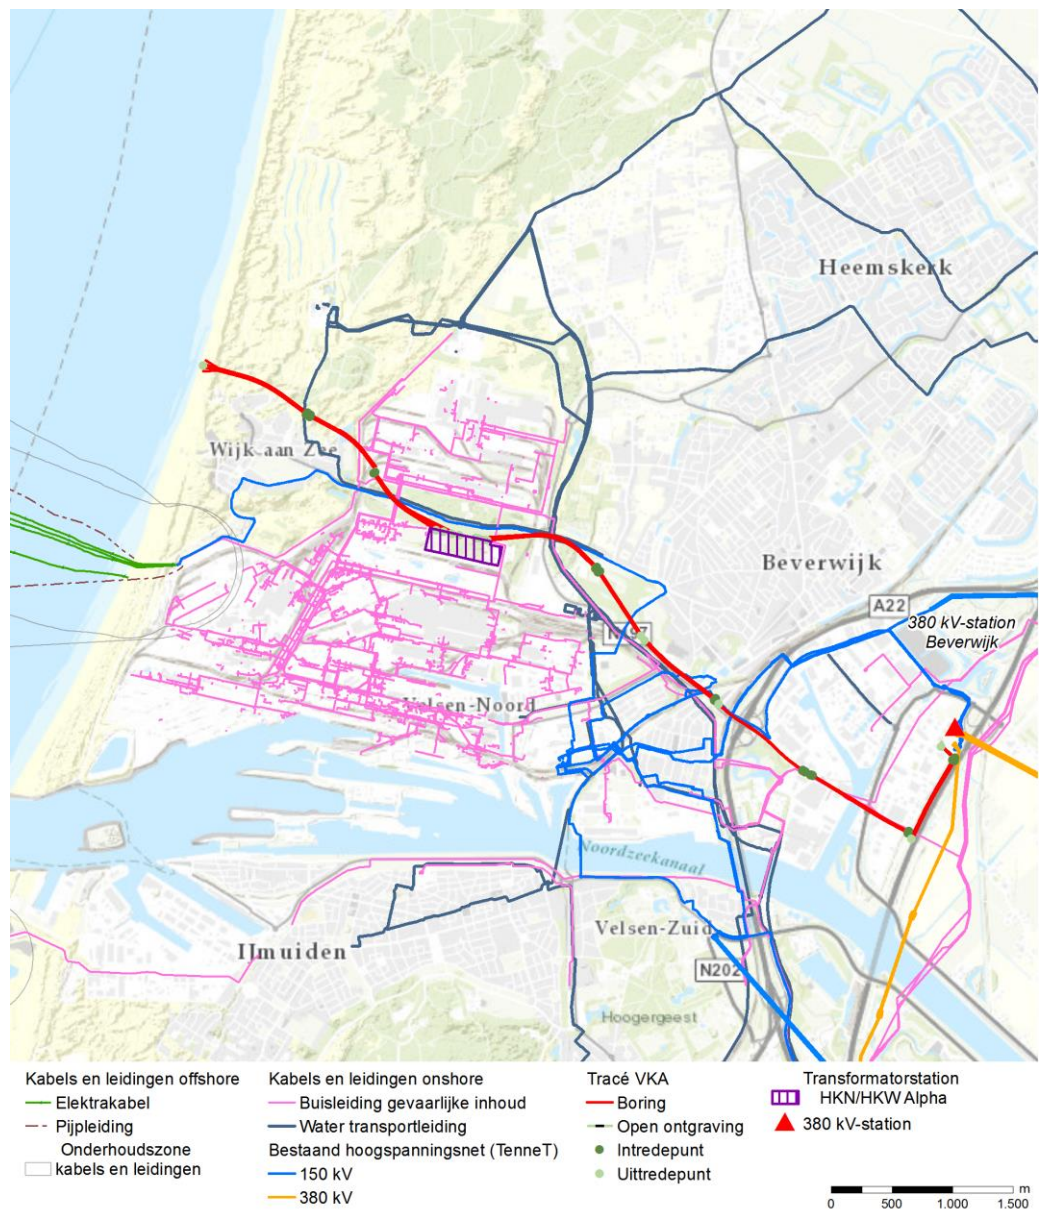 Heemskerk
Wijk aan Zee
Beverwijk
A22
380 kV-station
Beverwijk
N197
Velsen-Noord
Noordzeekanaal
Velsen-Zuid
IJmuiden
N202
Hoogergeest
Kabels en leidingen offshore
Elektrakabel
Pijpleiding
Onderhoudszone
kabels en leidingen
Kabels en leidingen onshore
Buisleiding gevaarlijke inhoud
Water transportleiding
Bestaand hoogspanningsnet (TenneT)
150 kV
380 kV
Tracé VKA
Boring
Open ontgraving
Intredepunt
Uittredepunt
Transformatorstation
HKN/HKW Alpha
380 kV-station
m
0 500 1.000 1.500